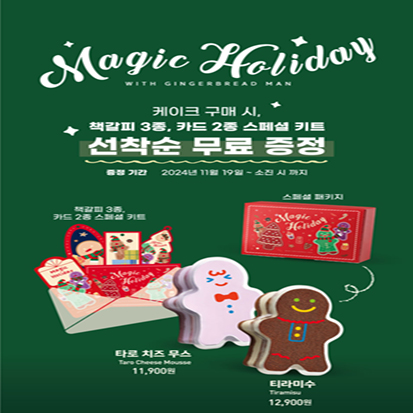 Magic Holiday
WITH GINGERBREAD MAN
케이크 구매 시,
책갈피 3종, 카드 2종 스페셜 키트
선착순 무료 증정
증정 기간 2024년 11월 19일 ~ 소진 시 까지
스페셜 패키지
책갈피 3종,
카드 2종 스페셜 키트
Magic
Holiday
Magic
Holiday
타로 치즈 무스
Taro Cheese Mousse
11,900원
티라미수
Tiramisu
12,900원